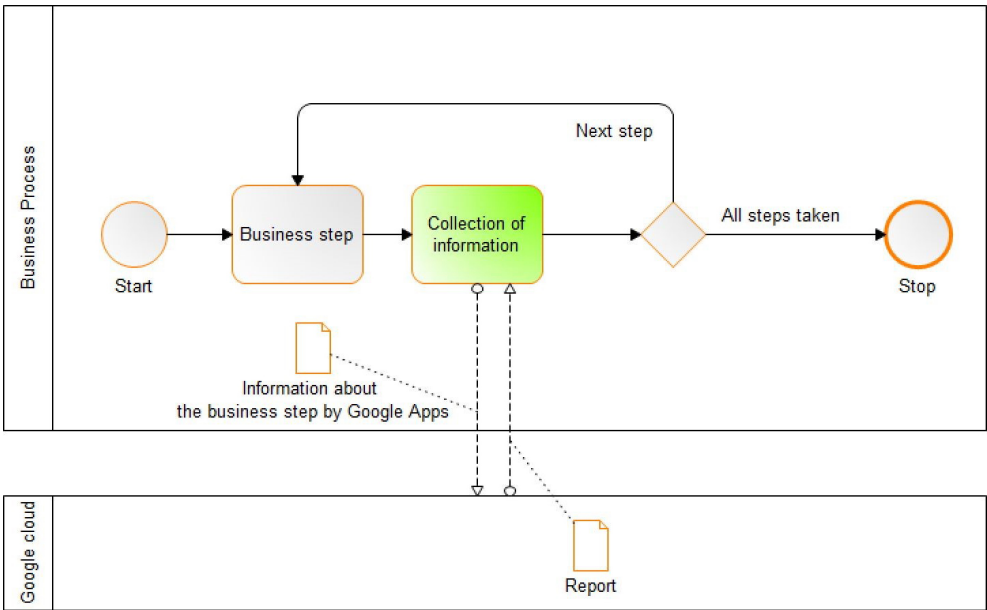 Business Process
Next step
Start
Business step
Collection of
information
All steps taken
Stop
Information about
the business step by Google Apps
Google cloud
Report